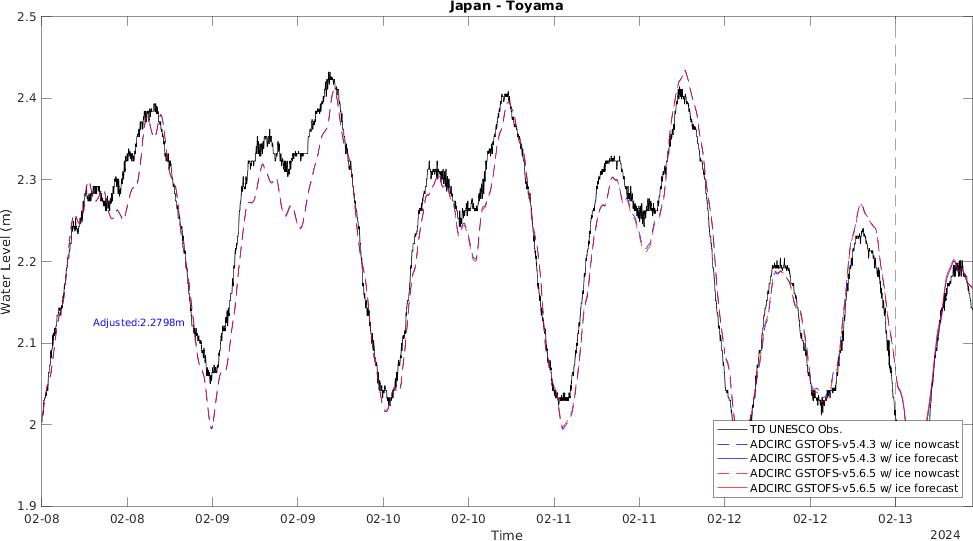 Japan - Toyama
2.5
2.4
2.3
2.2
2.1
2
1.9
Water Level (m)
Adjusted:2.2798m
TD UNESCO Obs.
ADCIRC GSTOFS-v5.4.3 w/ ice nowcast
ADCIRC GSTOFS-v5.4.3 w/ ice forecast
ADCIRC GSTOFS-v5.6.5 w/ ice nowcast
ADCIRC GSTOFS-v5.6.5 w/ ice forecast
02-08 02-08 02-09 02-09 02-10 02-10 02-11 02-11 02-12 02-12 02-13
Time
2024